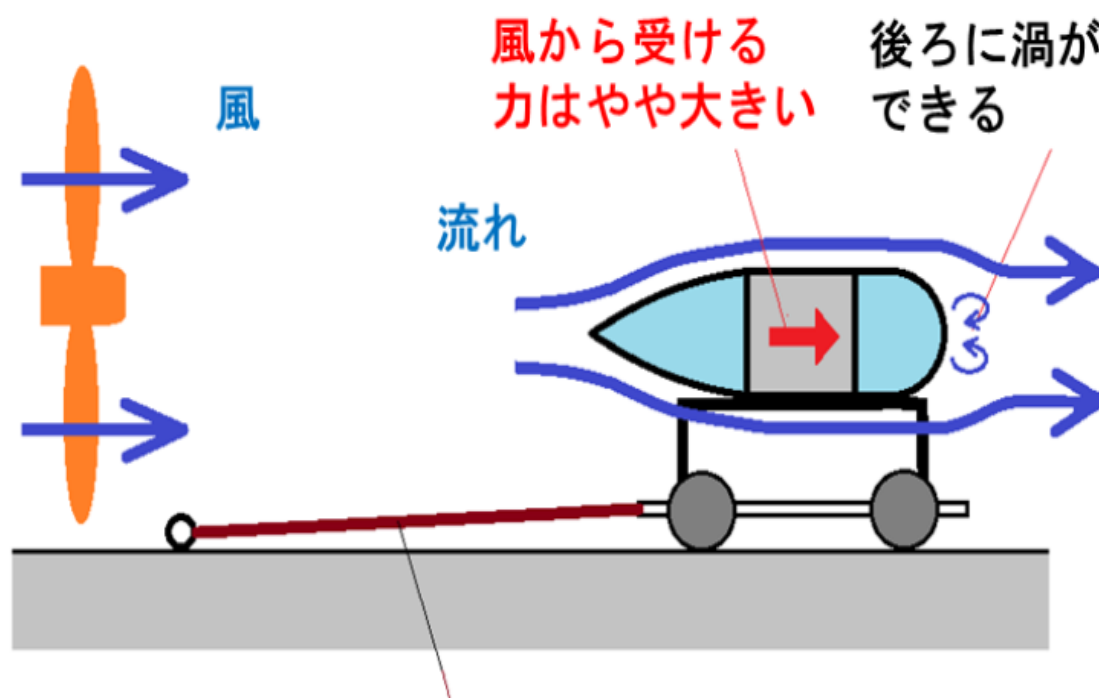 風から受ける
力はやや大きい
後ろに渦が
できる
風
流れ